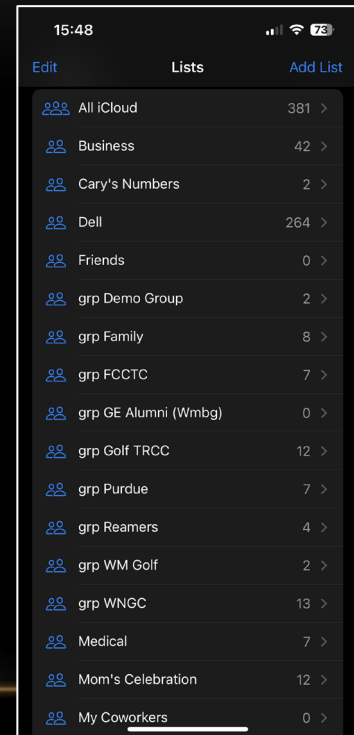 15:48 73
Edit Lists Add List
All iCloud 381
Business 42
Cary's Numbers 2
Dell 264
Friends 0
grp Demo Group 2
grp Family 8
grp FCCTC 7
grp GE Alumni (Wmbg) 0
grp Golf TRCC 12
grp Purdue 7
grp Reamers 4
grp WM Golf 2
grp WNGC 13
Medical 7
Mom's Celebration 12
My Coworkers 0